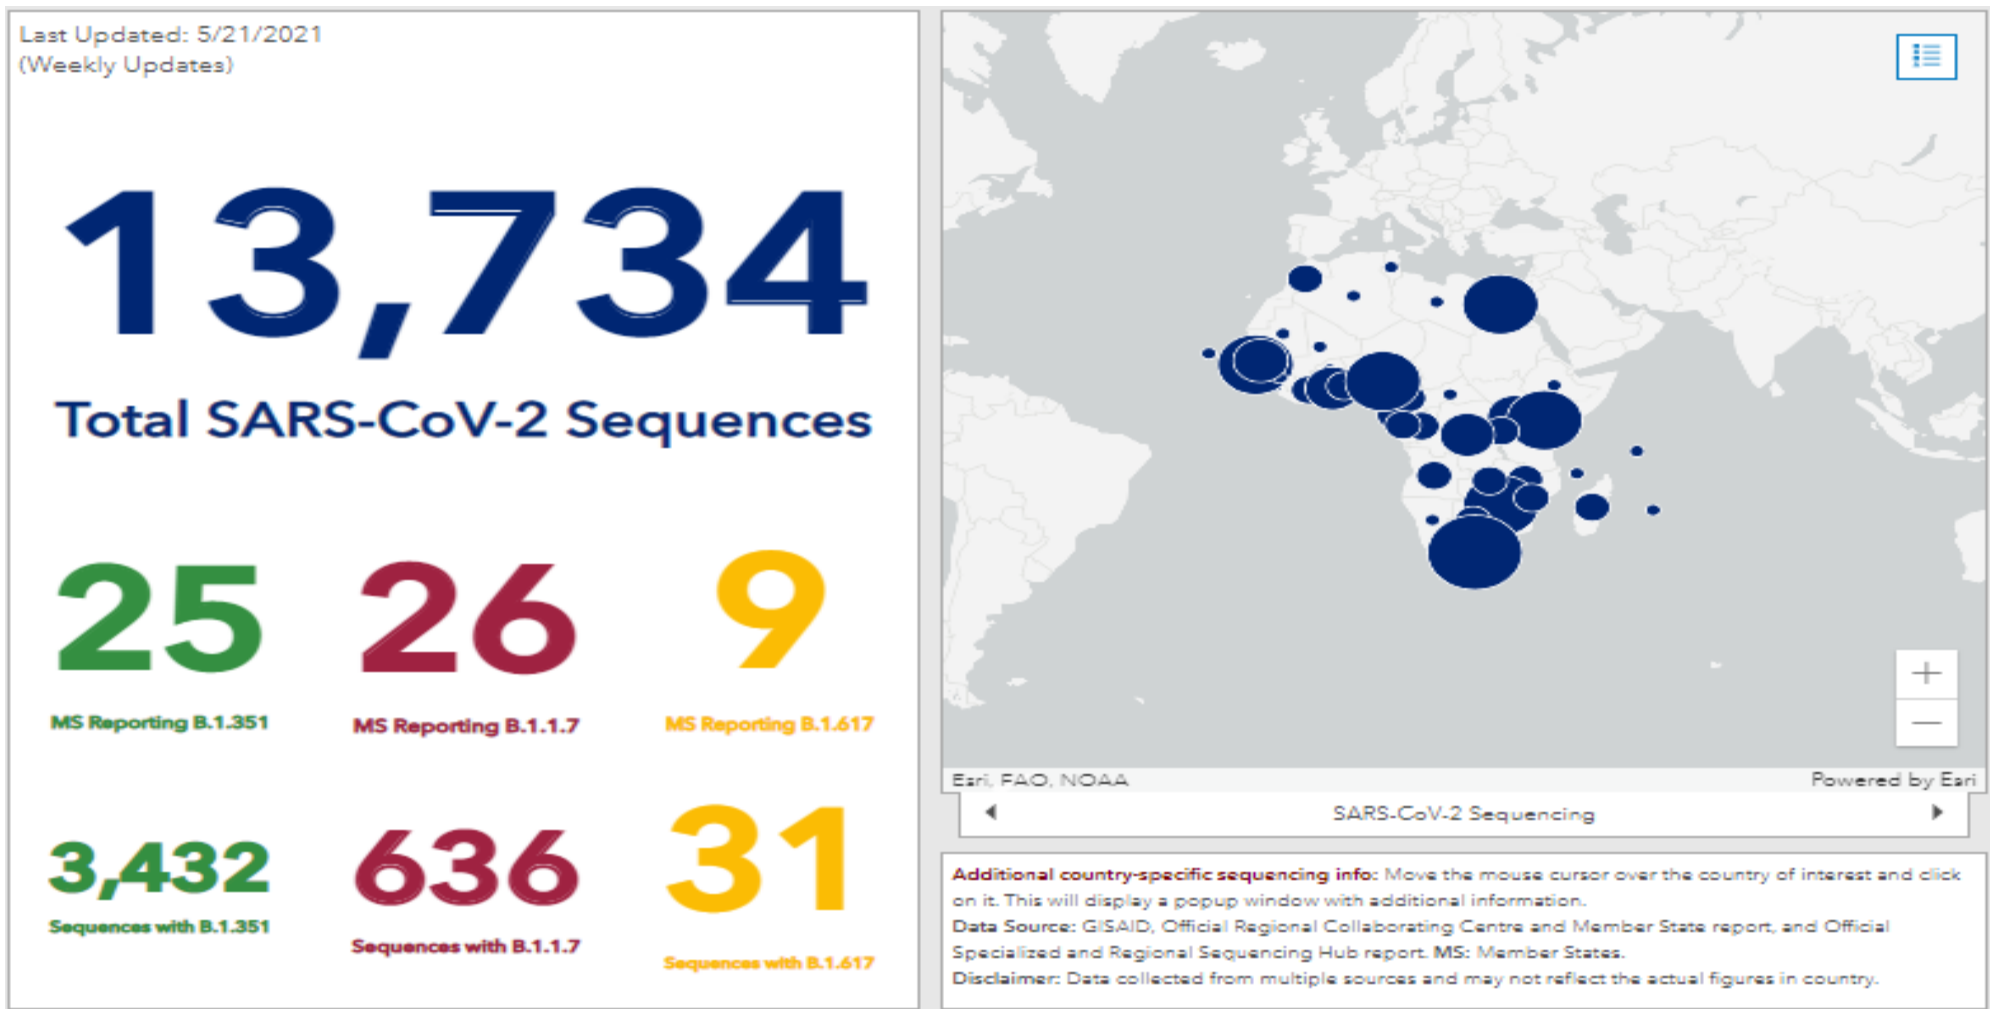 Last Updated: 5/21/2021
(Weekly Updates)
13,734
Total SARS-CoV-2 Sequences
25
MS Reporting B.1.351
26
MS Reporting B.1.1.7
9
MS Reporting B.1.617
3,432
Sequences with B.1.351
636
Sequences with B.1.1.7
31
Sequences with B.1.617
Esri, FAO, NOAA
Powered by Esri
SARS-CoV-2 Sequencing
Additional country-specific sequencing info: Move the mouse cursor over the country of interest and click
on it. This will display a popup window with additional information.
Data Source: GISAID, Official Regional Collaborating Centre and Member State report, and Official
Specialized and Regional Sequencing Hub report. MS: Member States.
Disclaimer: Data collected from multiple sources and may not reflect the actual figures in country.